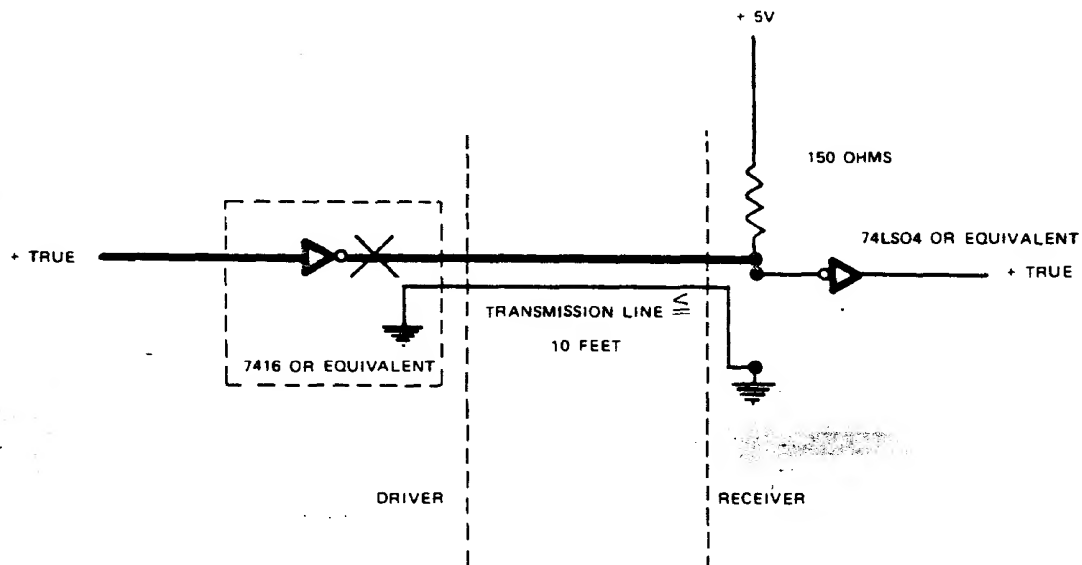 + 5V
150 OHMS
74LS04 OR EQUIVALENT
+ TRUE
+ TRUE
TRANSMISSION LINE ≦
10 FEET
7416 OR EQUIVALENT
DRIVER
RECEIVER